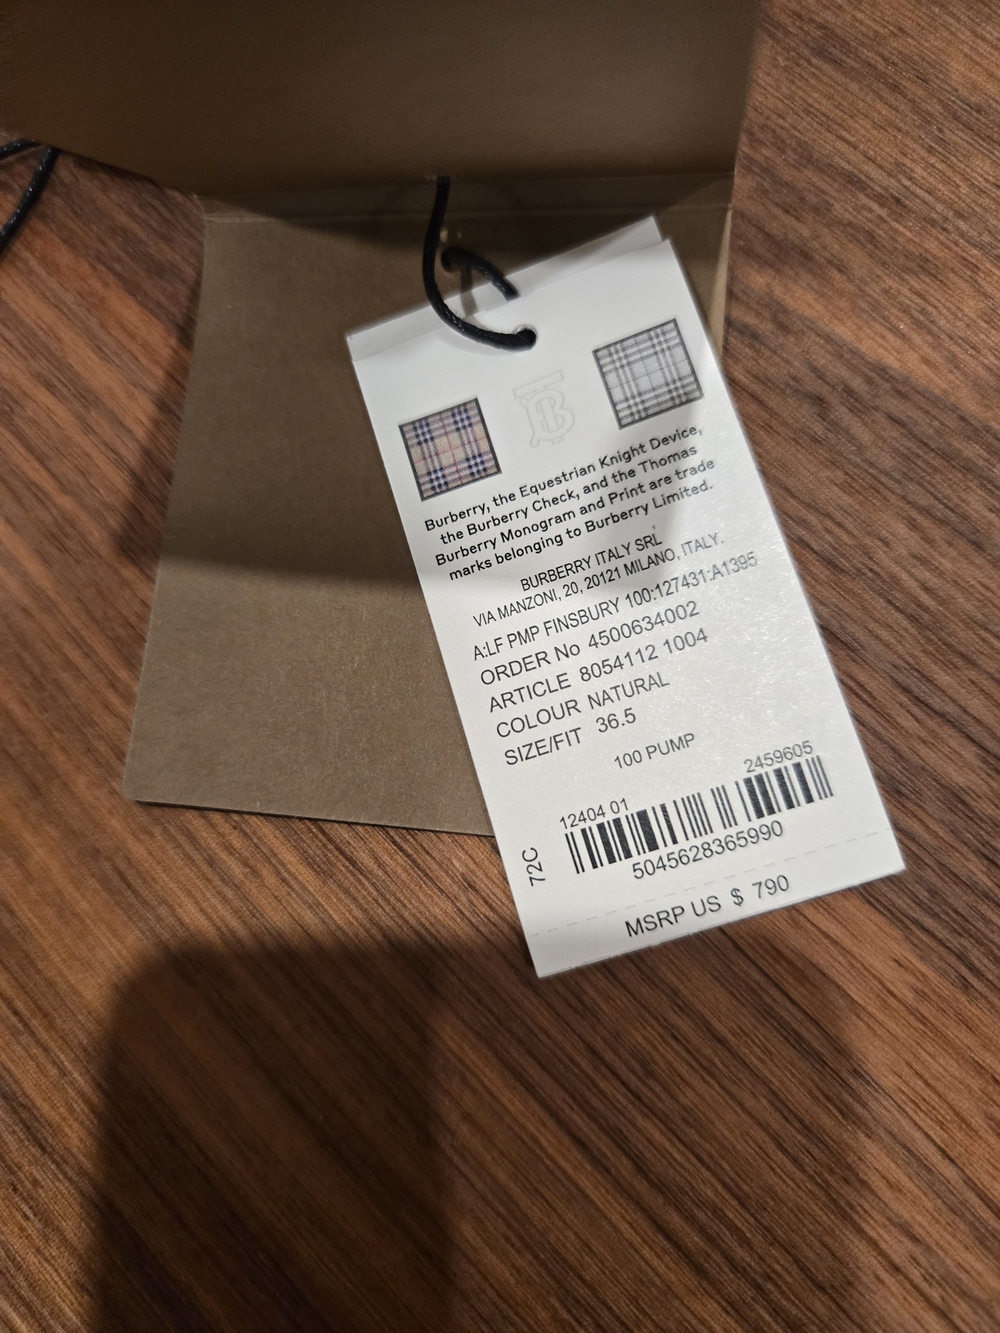 Burberry, the Equestrian Knight Device,
the Burberry Check, and the Thomas
Burberry Monogram and Print are trade
marks belonging to Burberry Limited.
BURBERRY ITALY SRL
VIA MANZONI, 20, 20121 MILANO, ITALY.
A:LF PMP FINSBURY 100:127431:A1395
ORDER No 4500634002
ARTICLE 8054112 1004
COLOUR NATURAL
SIZE/FIT 36.5
100 PUMP
12404 01 2459605
72C
5045628365990
MSRP US $ 790